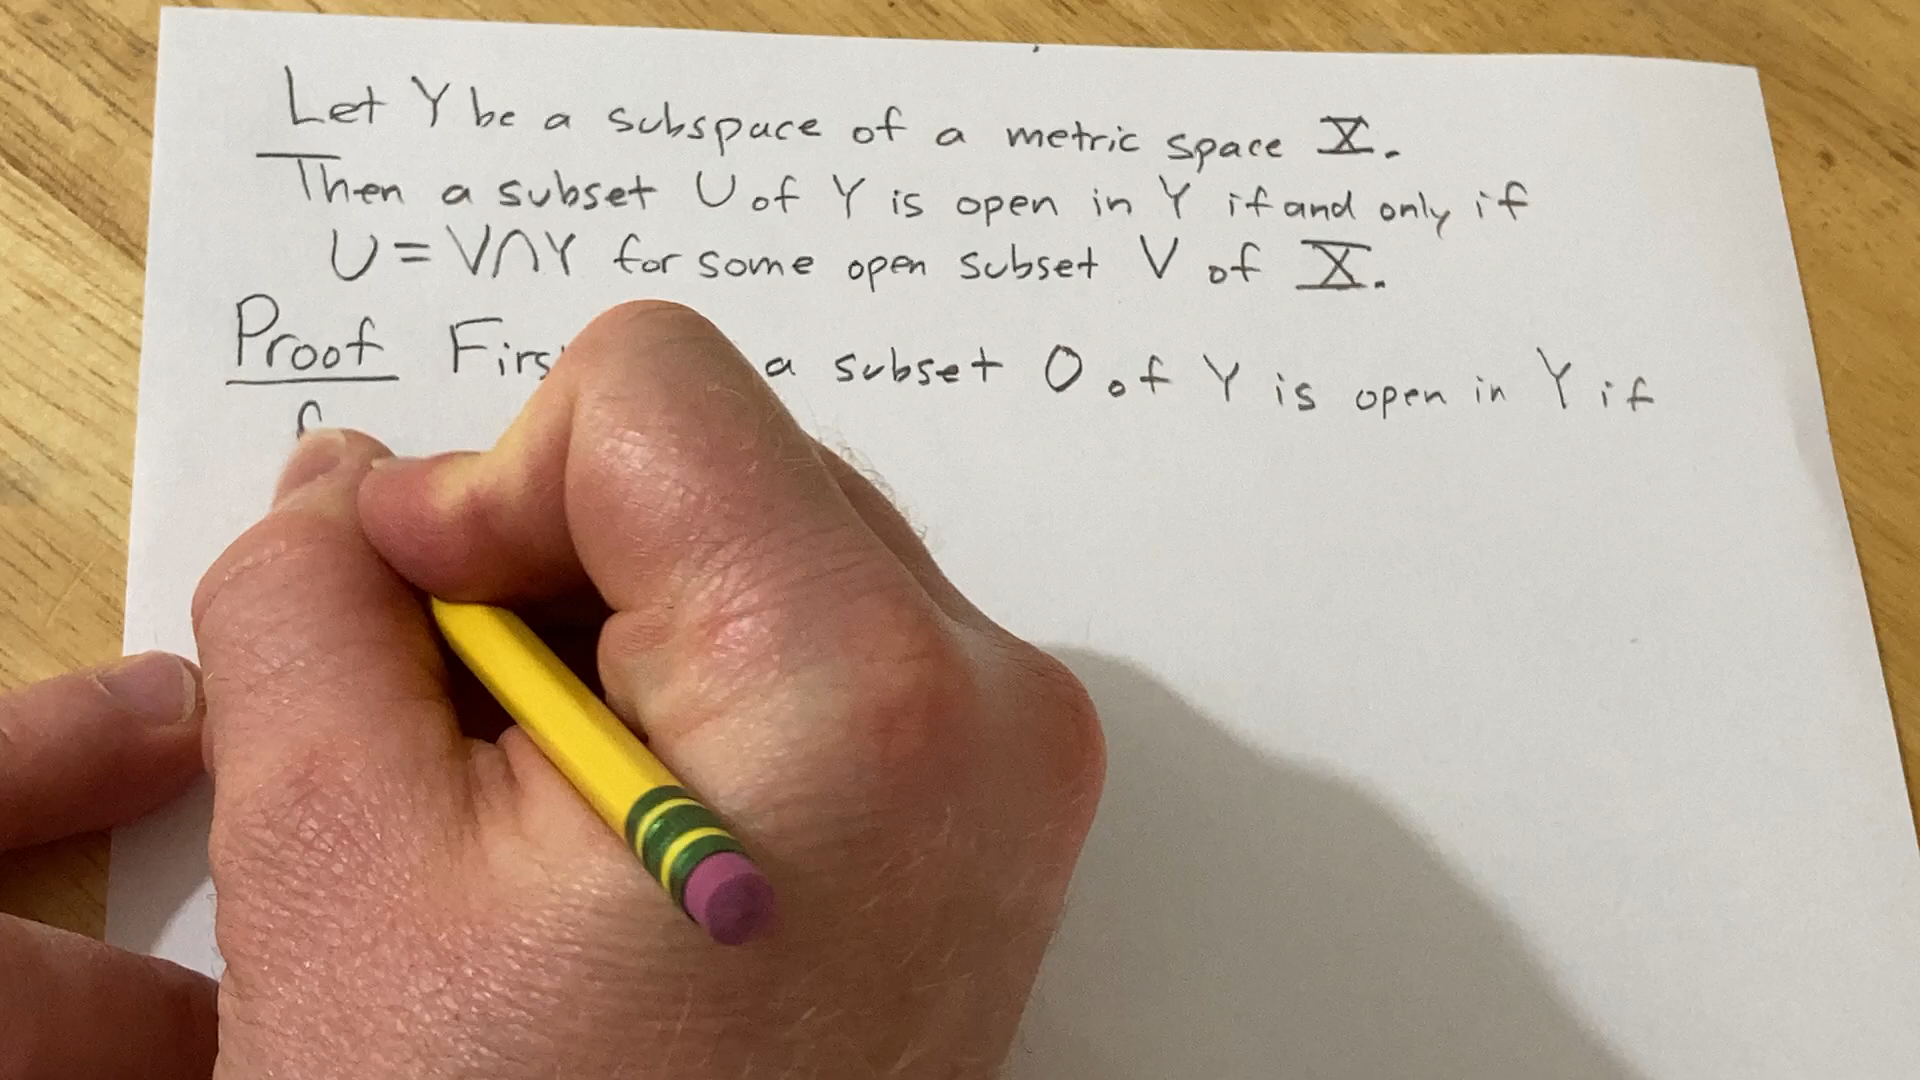 Let Y be a subspace of a metric space X.
Then a subset U of Y is open in Y if and only if
U = V∩Y for some open subset V of X.
Proof a subset O of Y is open in Y if